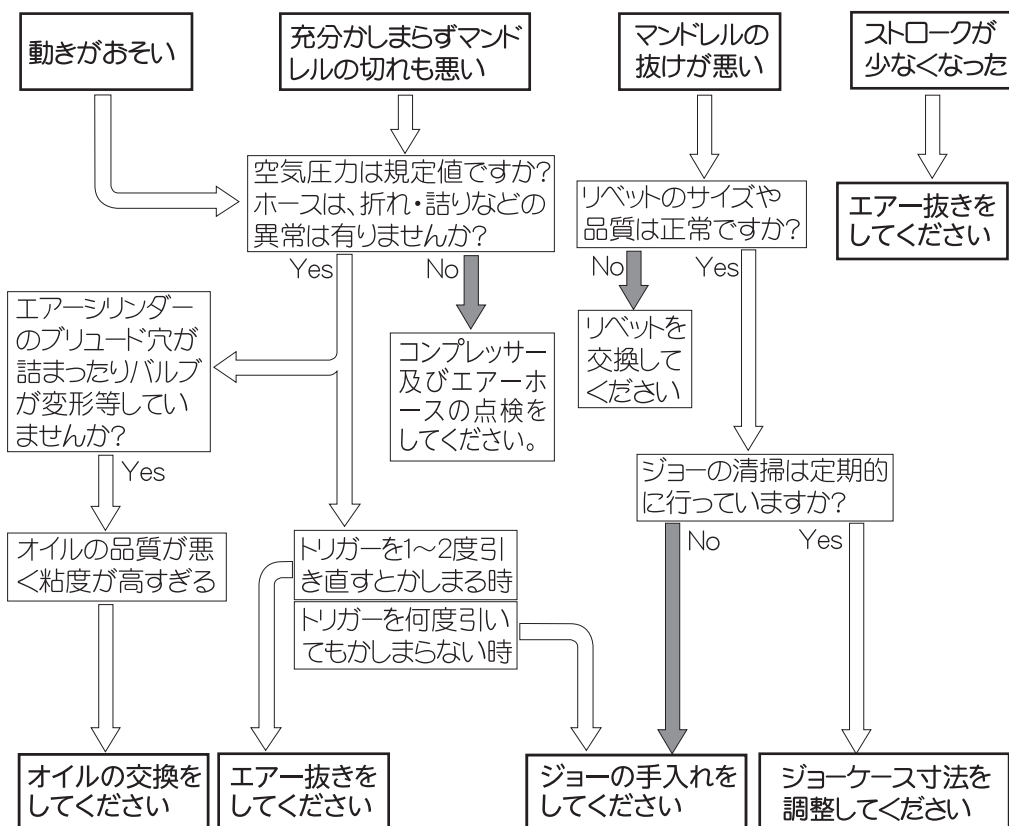 動きがおそい
充分かしまらずマンド
レルの切れも悪い
マンドレルの
抜けが悪い
ストロークが
少なくなった
空気圧力は規定値ですか?
ホースは、折れ・詰りなどの
異常は有りませんか?
リベットのサイズや
品質は正常ですか?
エアー抜きを
してください
Yes
No
No
Yes
エアーシリンダー
のブリュード穴が
詰まったりバルブ
が変形等してい
ませんか?
コンプレッサー
及びエアーホ
ースの点検を
してください。
リベットを
交換して
ください
Yes
ジョーの清掃は定期的
に行っていますか?
オイルの品質が悪
く粘度が高すぎる
トリガーを1〜2度引
き直すとかしまる時
トリガーを何度引い
てもかしまらない時
No
Yes
オイルの交換を
してください
エアー抜きを
してください
ジョーの手入れを
してください
ジョーケース寸法を
調整してください